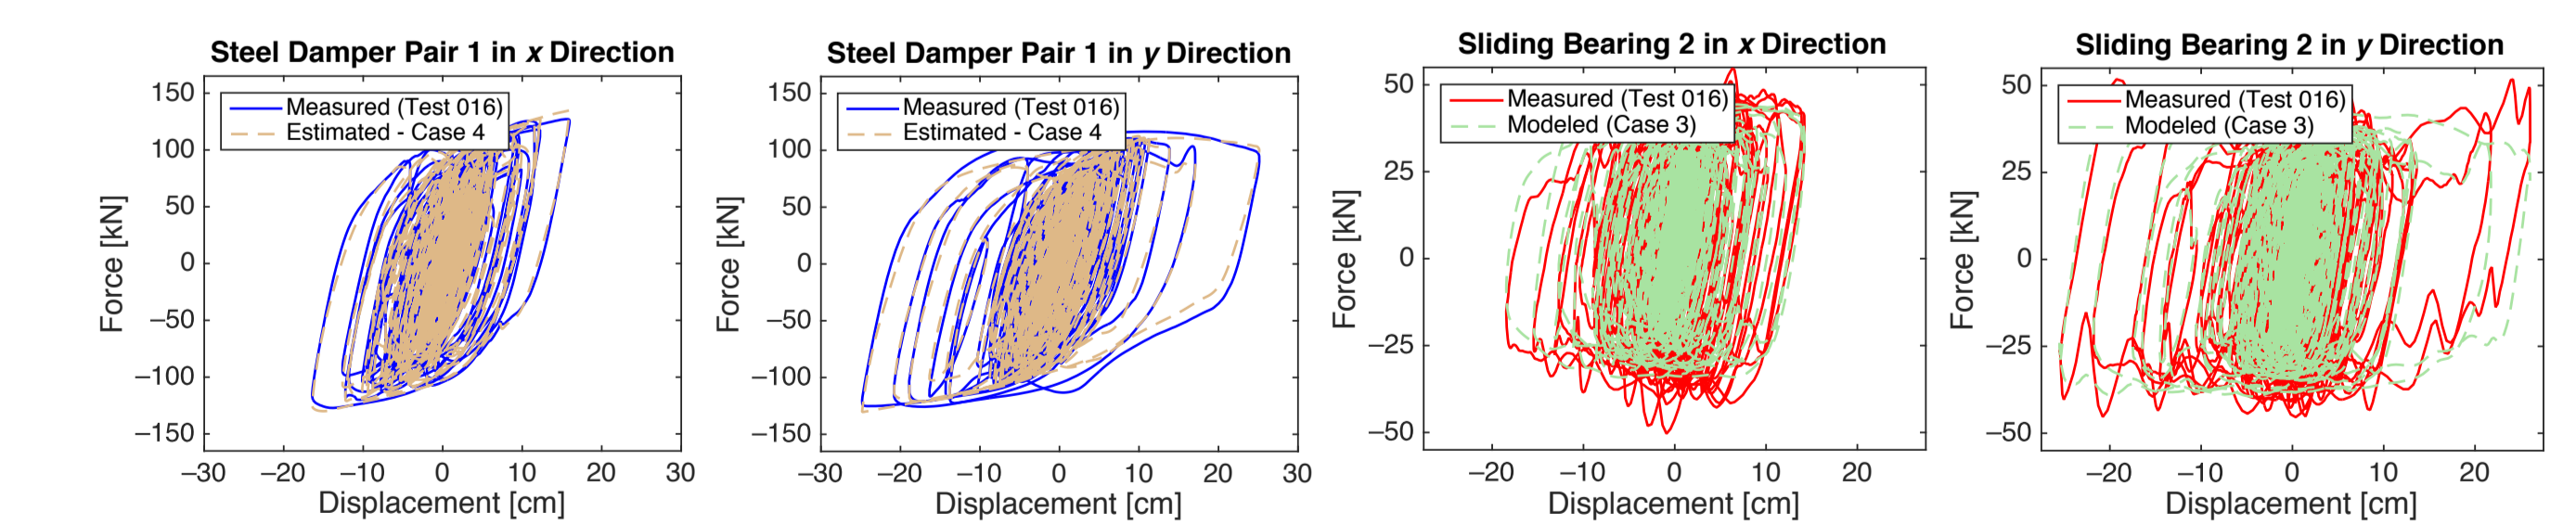 Steel Damper Pair 1 in x Direction
Measured (Test 016)
Estimated - Case 4
150
100
50
0
−50
−100
−150
Force [kN]
−30 −20 −10 0 10 20 30
Displacement [cm]
Steel Damper Pair 1 in y Direction
Measured (Test 016)
Estimated - Case 4
150
100
50
0
−50
−100
−150
Force [kN]
−30 −20 −10 0 10 20 30
Displacement [cm]
Sliding Bearing 2 in x Direction
Measured (Test 016)
Modeled (Case 3)
50
25
0
−25
−50
Force [kN]
−20 −10 0 10 20
Displacement [cm]
Sliding Bearing 2 in y Direction
Measured (Test 016)
Modeled (Case 3)
50
25
0
−25
−50
Force [kN]
−20 −10 0 10 20
Displacement [cm]